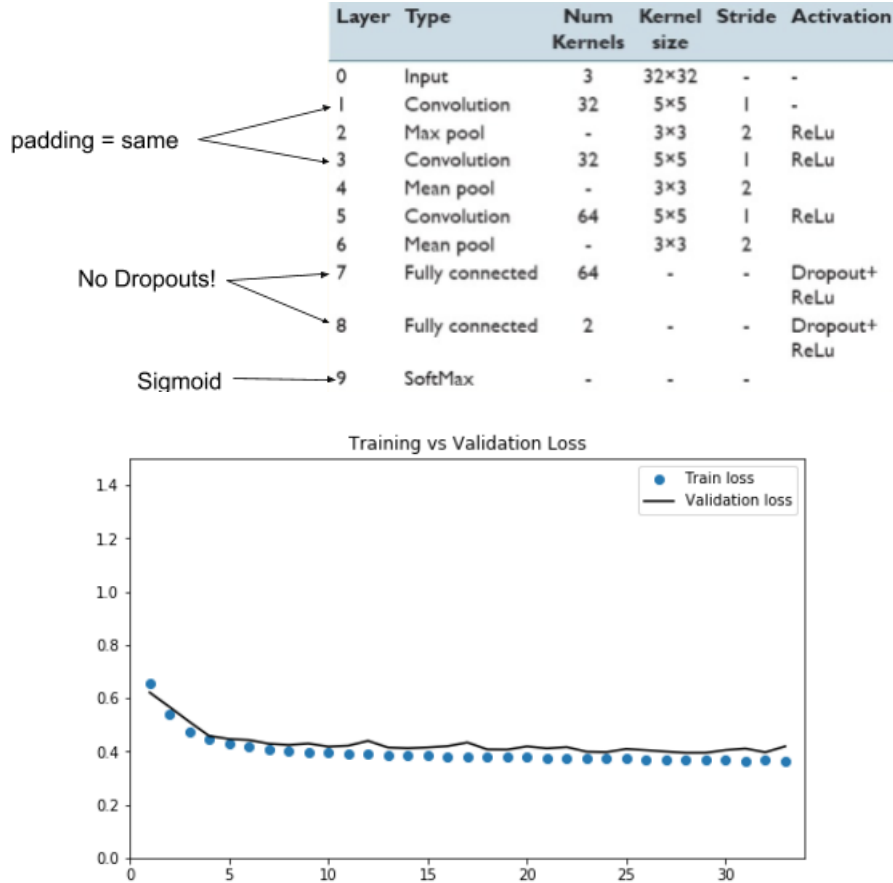 Layer Type Num Kernels Kernel size Stride Activation
0 Input 3 32×32 - -
1 Convolution 32 5×5 1 -
padding = same
2 Max pool - 3×3 2 ReLu
3 Convolution 32 5×5 1 ReLu
4 Mean pool - 3×3 2
5 Convolution 64 5×5 1 ReLu
6 Mean pool - 3×3 2
No Dropouts!
7 Fully connected 64 - - Dropout+ ReLu
8 Fully connected 2 - - Dropout+ ReLu
Sigmoid
9 SoftMax - - -
Training vs Validation Loss
Train loss
Validation loss
1.4
1.2
1.0
0.8
0.6
0.4
0.2
0.0
0 5 10 15 20 25 30